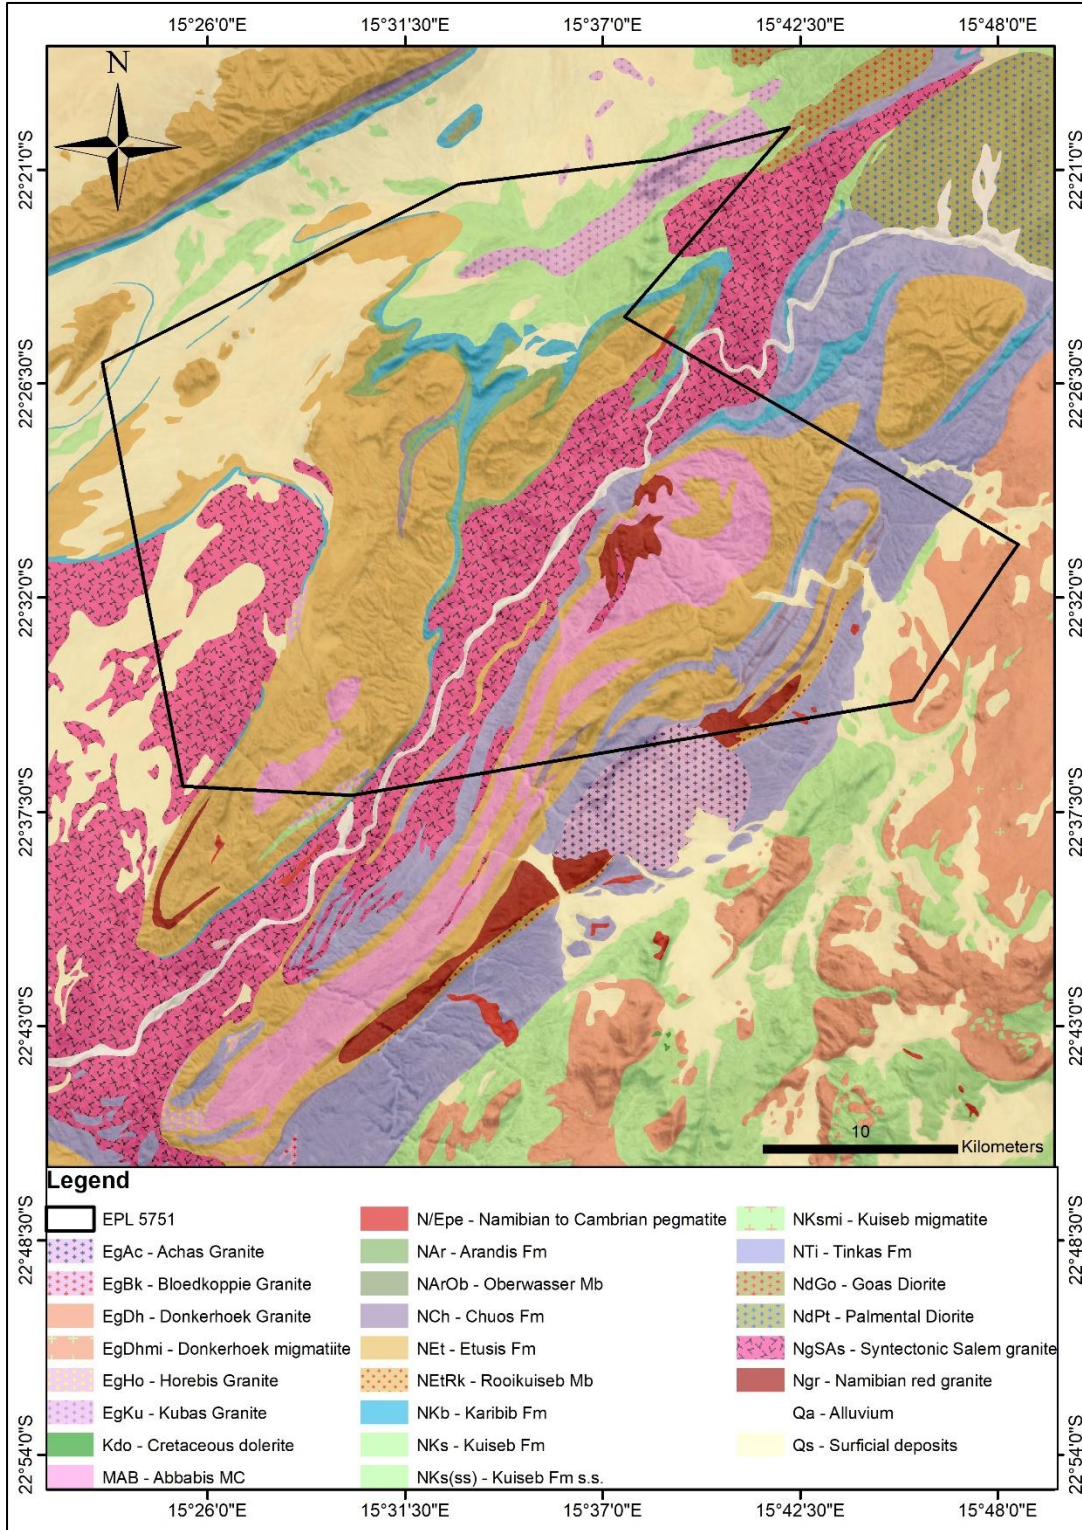 15°26'0"E 15°31'30"E 15°37'0"E 15°42'30"E 15°48'0"E
N
22°21'0"S 22°21'0"S
22°26'30"S 22°26'30"S
22°32'0"S 22°32'0"S
22°37'30"S 22°37'30"S
22°43'0"S 22°43'0"S
10
Kilometers
Legend
EPL 5751
EgAc - Achas Granite
EgBk - Bloedkoppie Granite
EgDh - Donkerhoek Granite
EgDhmi - Donkerhoek migmatiite
EgHo - Horebis Granite
EgKu - Kubas Granite
Kdo - Cretaceous dolerite
MAB - Abbabis MC
N/Epe - Namibian to Cambrian pegmatite
NAr - Arandis Fm
NArOb - Oberwasser Mb
NCh - Chuos Fm
NEt - Etusis Fm
NEtRk - Rooikuiseb Mb
NKb - Karibib Fm
NKs - Kuiseb Fm
NKs(ss) - Kuiseb Fm s.s.
NKsmi - Kuiseb migmatite
NTi - Tinkas Fm
NdGo - Goas Diorite
NdPt - Palmental Diorite
NgSAs - Syntectonic Salem granite
Ngr - Namibian red granite
Qa - Alluvium
Qs - Surficial deposits
22°48'30"S 22°48'30"S
22°54'0"S 22°54'0"S
15°26'0"E 15°31'30"E 15°37'0"E 15°42'30"E 15°48'0"E